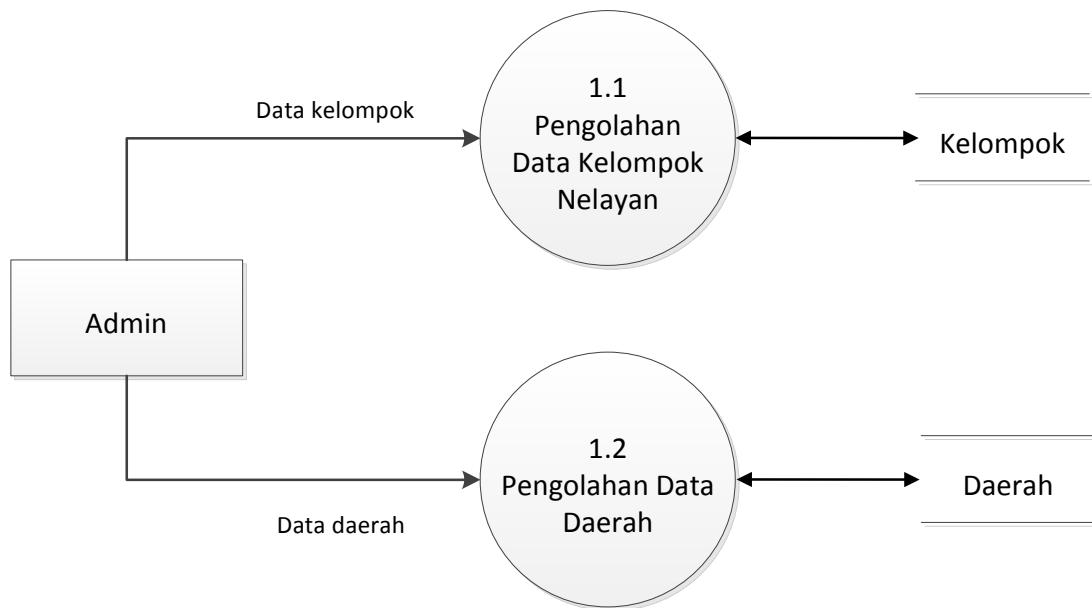 Data kelompok
1.1
Pengolahan
Data Kelompok
Nelayan
Kelompok
Admin
1.2
Pengolahan Data
Daerah
Daerah
Data daerah